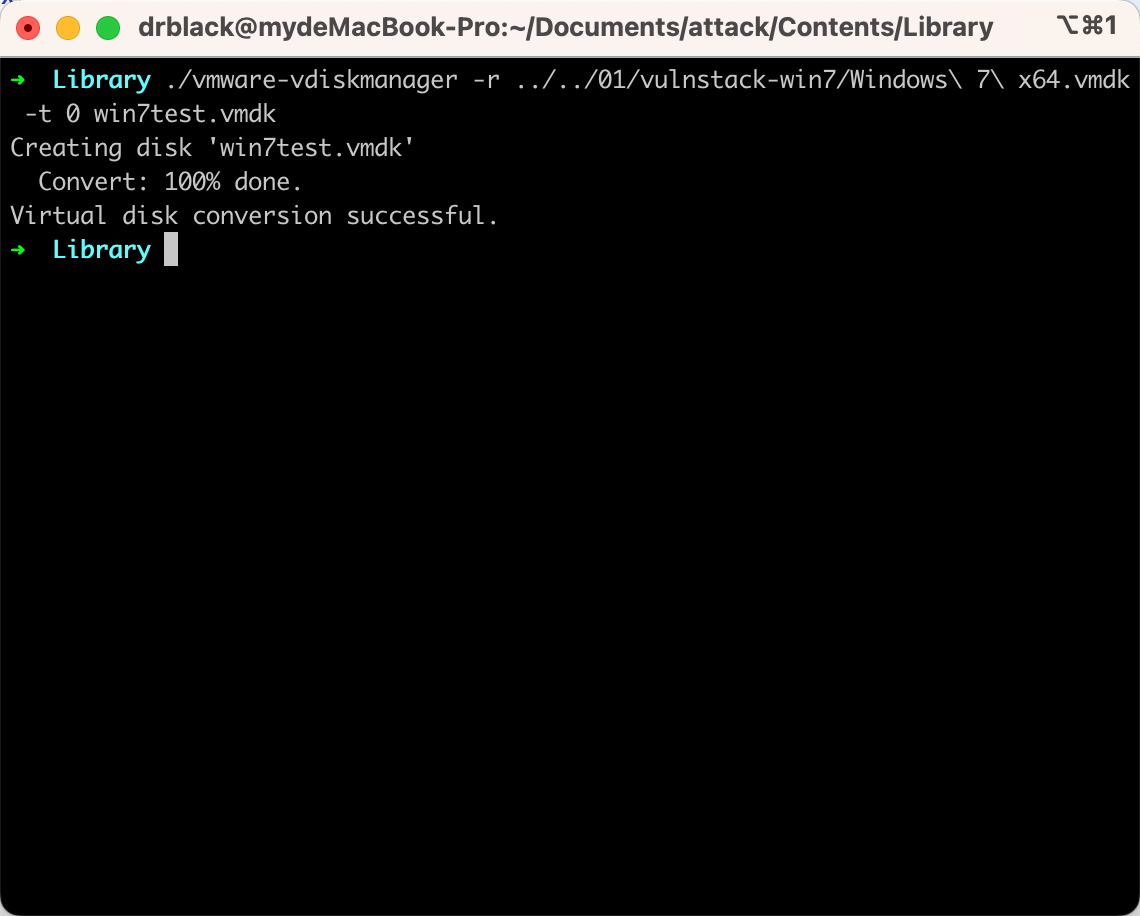 drblack@mydeMacBook-Pro:~/Documents/attack/Contents/Library ⌥⌘1
➜ Library ./vmware-vdiskmanager -r ../../01/vulnstack-win7/Windows\ 7\ x64.vmdk
-t 0 win7test.vmdk
Creating disk 'win7test.vmdk'
Convert: 100% done.
Virtual disk conversion successful.
➜ Library